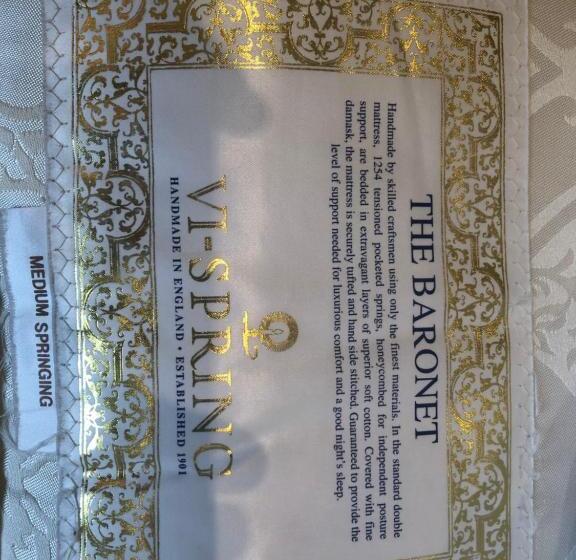 THE BARONET
Handmade by skilled craftsmen using only the finest materials. In the standard double
mattress, 1254 tensioned pocketed springs, honeycombed for independent posture
support, are bedded in extravagant layers of superior soft cotton. Covered with fine
damask, the mattress is securely tufted and hand side stitched. Guaranteed to provide the
level of support needed for luxurious comfort and a good night's sleep.
VI-SPRING
HANDMADE IN ENGLAND • ESTABLISHED 1901
MEDIUM SPRINGING